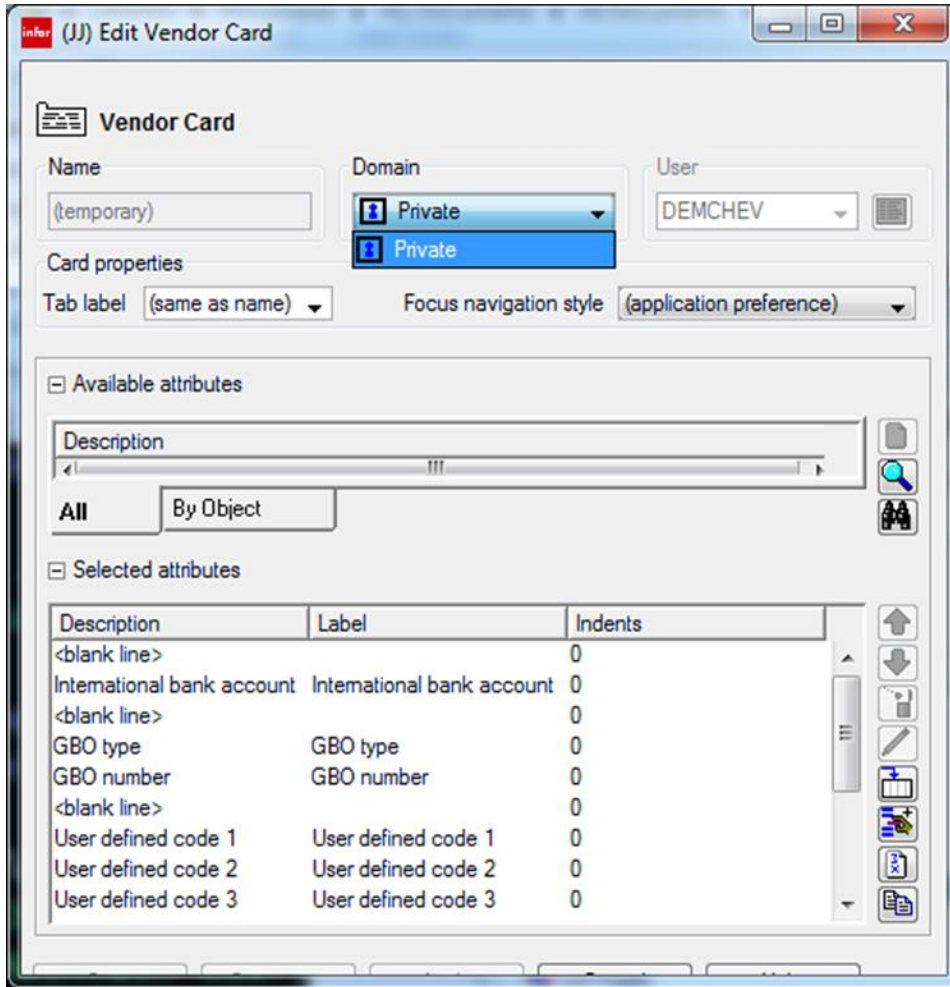 infor (JJ) Edit Vendor Card
Vendor Card
Name Domain User
(temporary) Private DEMCHEV
Private
Card properties
Tab label (same as name) Focus navigation style (application preference)
Available attributes
Description
All By Object
Selected attributes
Description Label Indents
<blank line> 0
International bank account International bank account 0
<blank line> 0
GBO type GBO type 0
GBO number GBO number 0
<blank line> 0
User defined code 1 User defined code 1 0
User defined code 2 User defined code 2 0
User defined code 3 User defined code 3 0